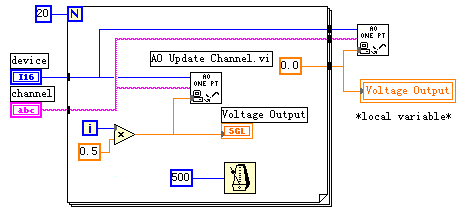 20 N
AO
ONE PT
device
AO Update Channel.vi
0.0
I16
AO
ONE PT
Voltage Output
channel
abc
*local variable*
Voltage Output
i
×
SGL
0.5
500